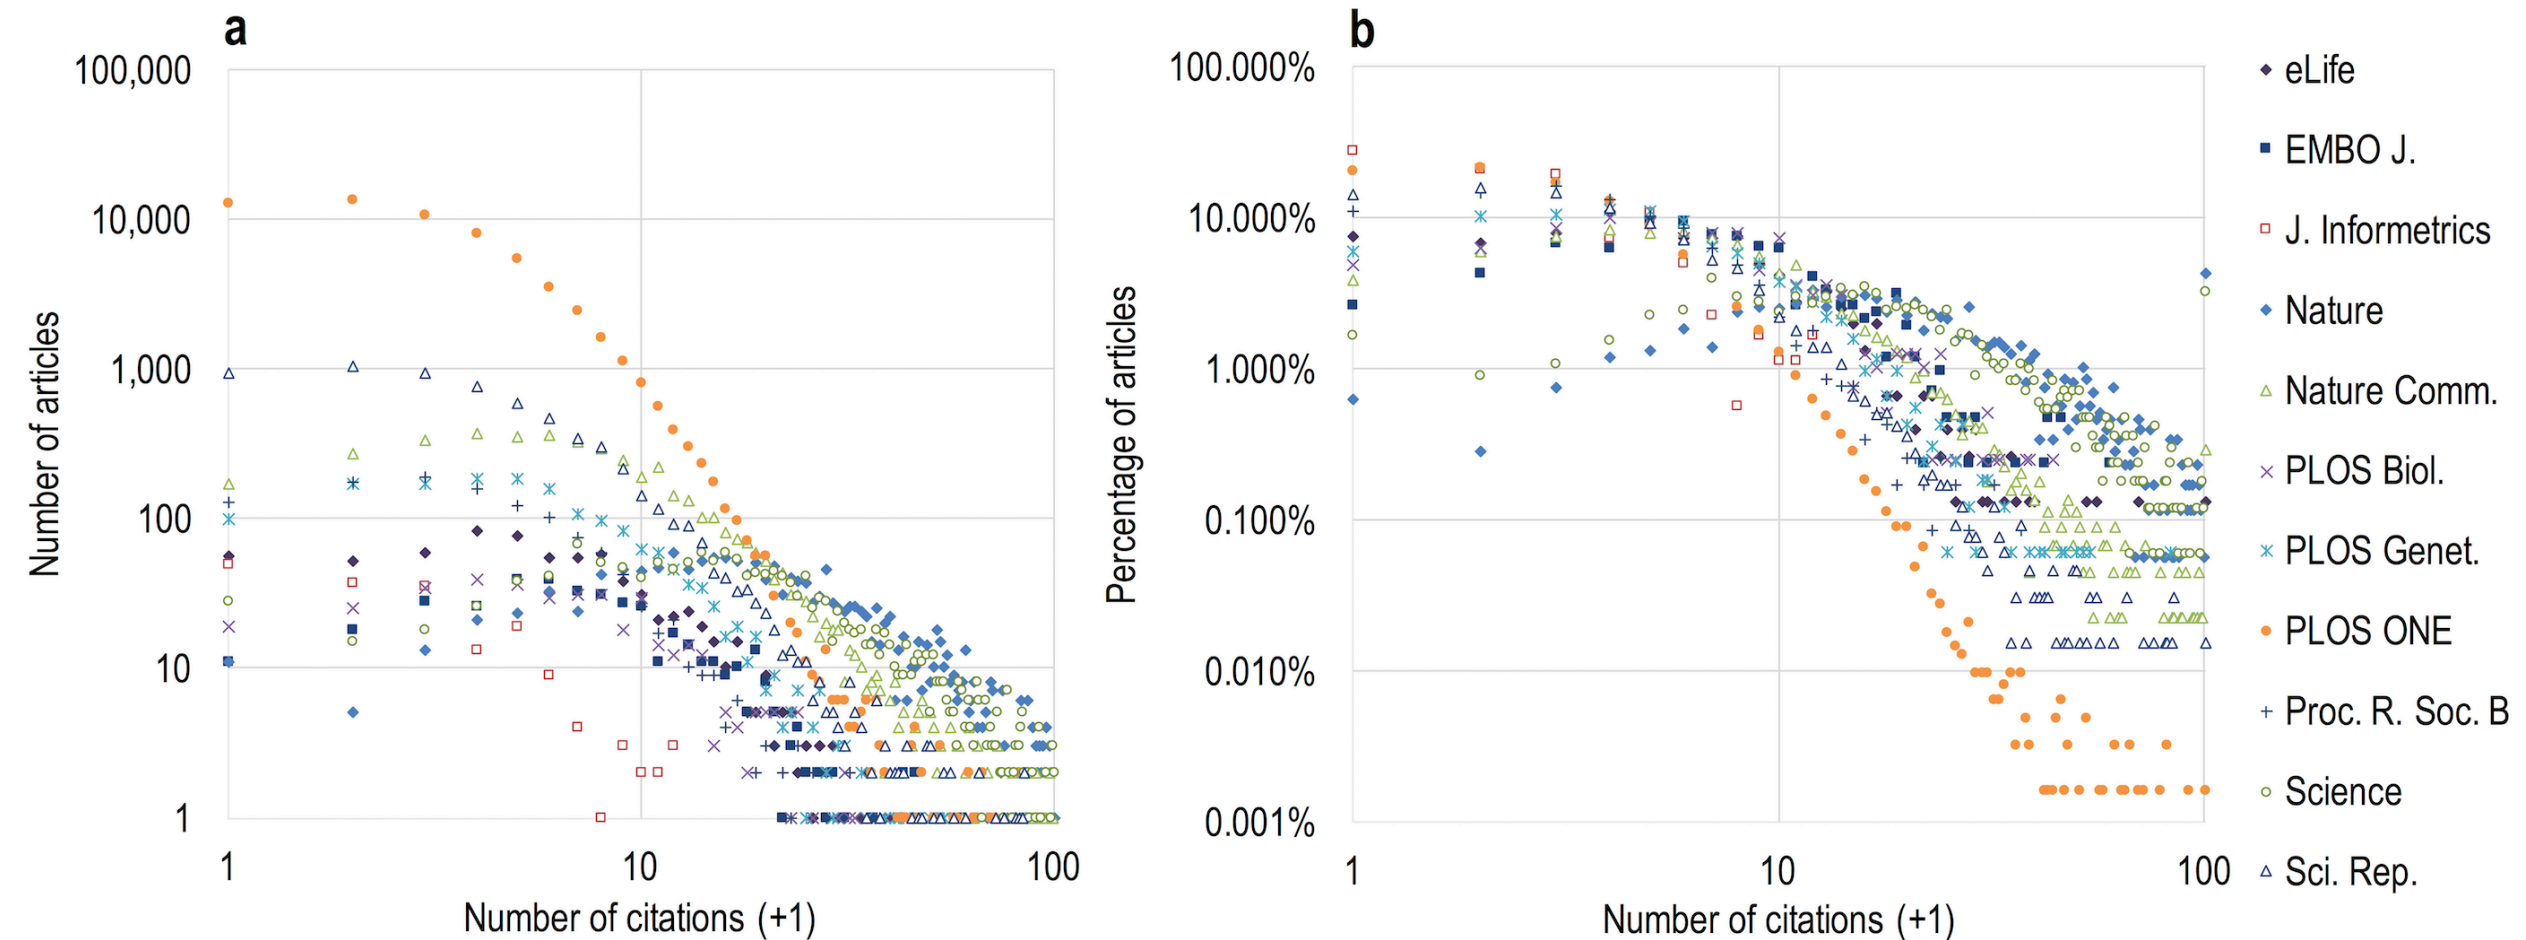 a
100,000
10,000
1,000
100
10
1
Number of articles
1 10 100
Number of citations (+1)
b
100.000%
10.000%
1.000%
0.100%
0.010%
0.001%
Percentage of articles
1 10 100
Number of citations (+1)
eLife
EMBO J.
J. Informetrics
Nature
Nature Comm.
PLOS Biol.
PLOS Genet.
PLOS ONE
Proc. R. Soc. B
Science
Sci. Rep.